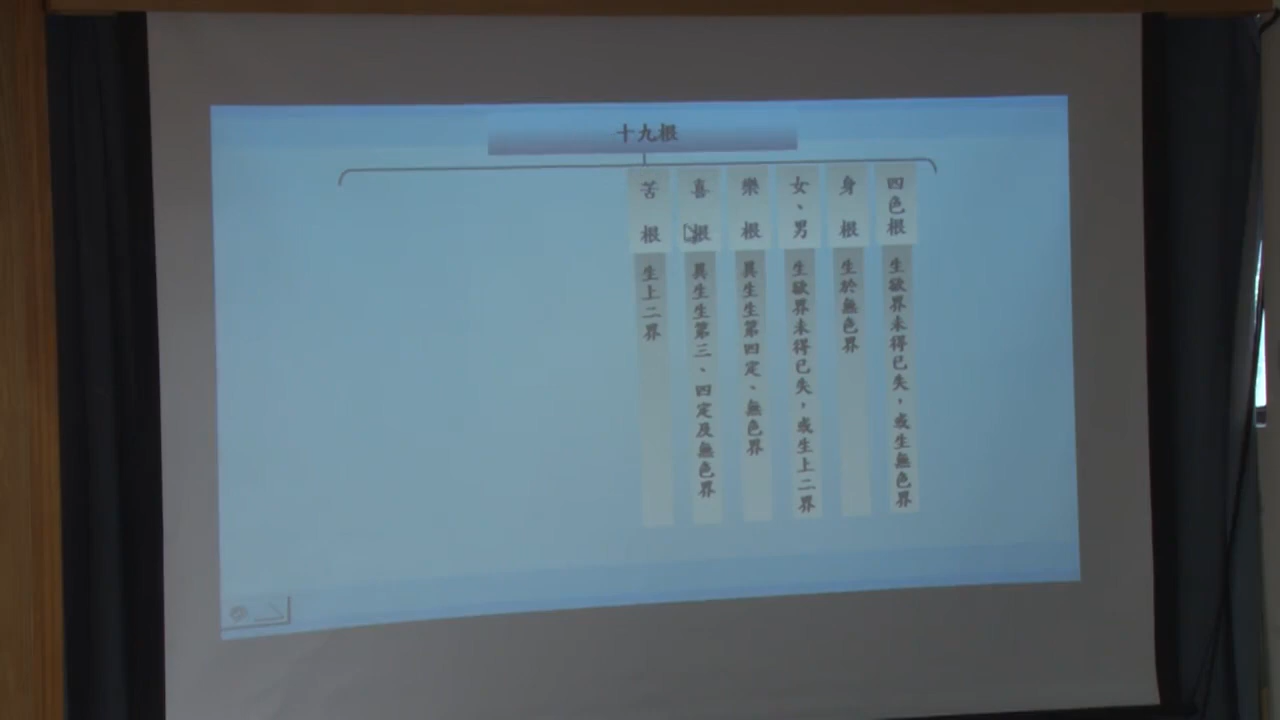 十九根
四色根
生欲界未得已失，或生無色界
身根
生於無色界
女、男
生欲界未得已失，或生上二界
樂根
異生生第四定、無色界
喜根
異生生第三、四定及無色界
苦根
生上二界